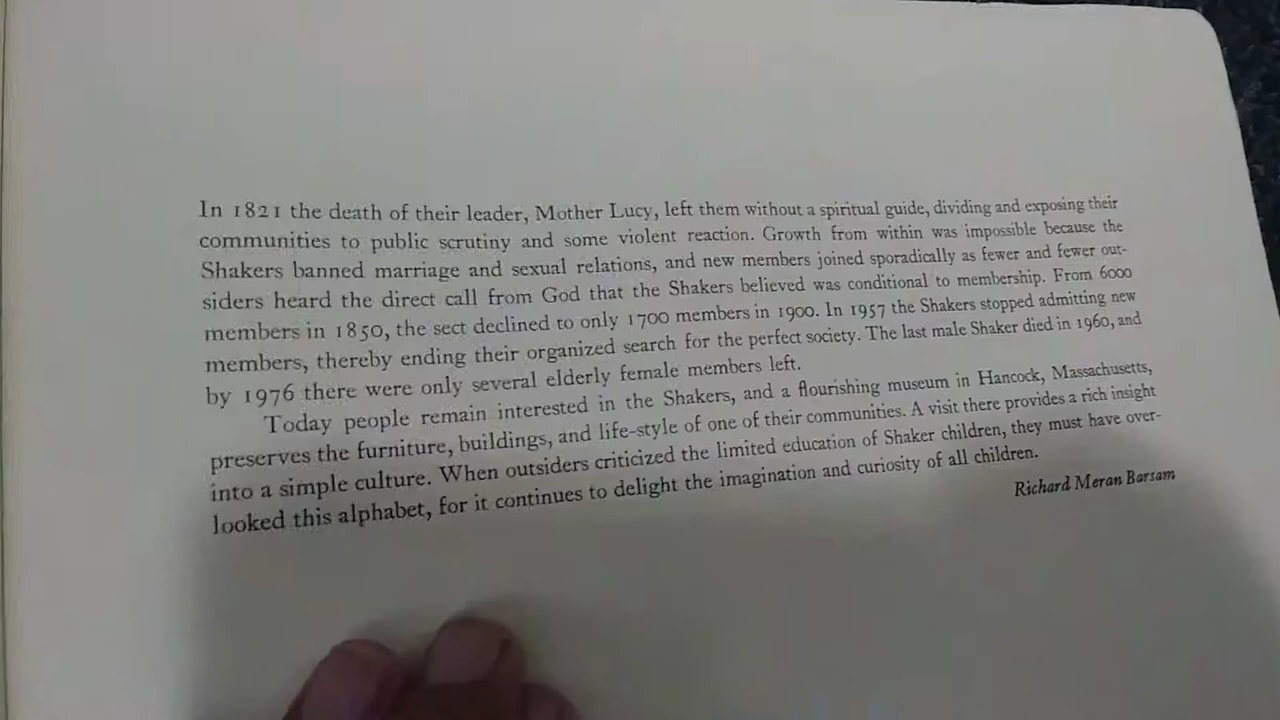 In 1821 the death of their leader, Mother Lucy, left them without a spiritual guide, dividing and exposing their
communities to public scrutiny and some violent reaction. Growth from within was impossible because the
Shakers banned marriage and sexual relations, and new members joined sporadically as fewer and fewer out-
siders heard the direct call from God that the Shakers believed was conditional to membership. From 6000
members in 1850, the sect declined to only 1700 members in 1900. In 1957 the Shakers stopped admitting new
members, thereby ending their organized search for the perfect society. The last male Shaker died in 1960, and
by 1976 there were only several elderly female members left.
Today people remain interested in the Shakers, and a flourishing museum in Hancock, Massachusetts,
preserves the furniture, buildings, and life-style of one of their communities. A visit there provides a rich insight
into a simple culture. When outsiders criticized the limited education of Shaker children, they must have over-
looked this alphabet, for it continues to delight the imagination and curiosity of all children.
Richard Meran Barsam